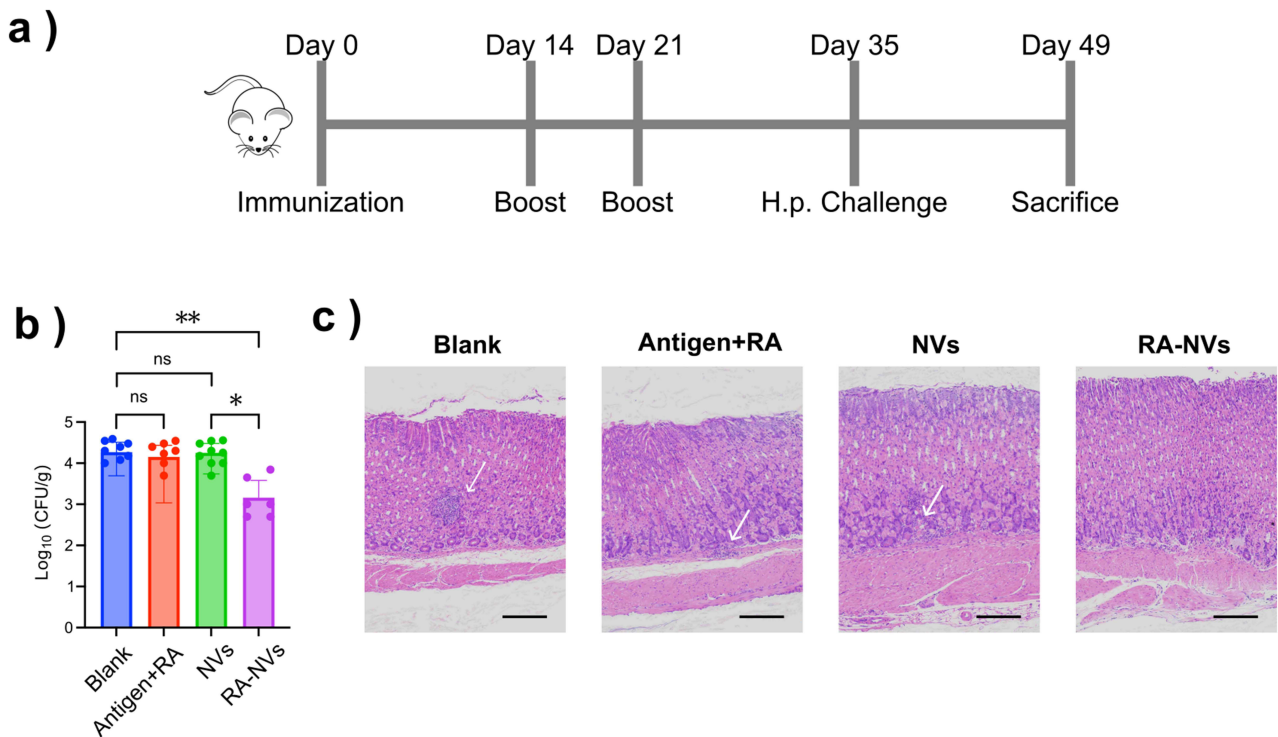 a )
Day 0 Day 14 Day 21 Day 35 Day 49
Immunization Boost Boost H.p. Challenge Sacrifice
b )
**
ns
ns *
Log10 (CFU/g)
5
4
3
2
1
0
Blank
Antigen+RA
NVs
RA-NVs
c )
Blank Antigen+RA NVs RA-NVs